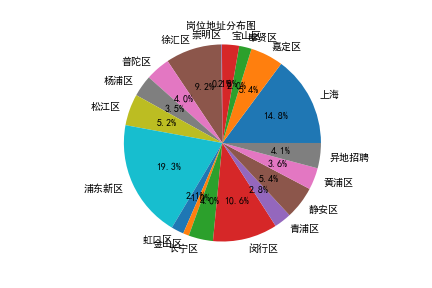 岗位地址分布图
上海
14.8%
嘉定区
5.4%
奉贤区
宝山区
崇明区
徐汇区
9.2%
普陀区
4.0%
杨浦区
3.5%
松江区
5.2%
浦东新区
19.3%
虹口区
金山区
长宁区
4.0%
闵行区
10.6%
青浦区
2.8%
静安区
5.4%
黄浦区
3.6%
异地招聘
4.1%